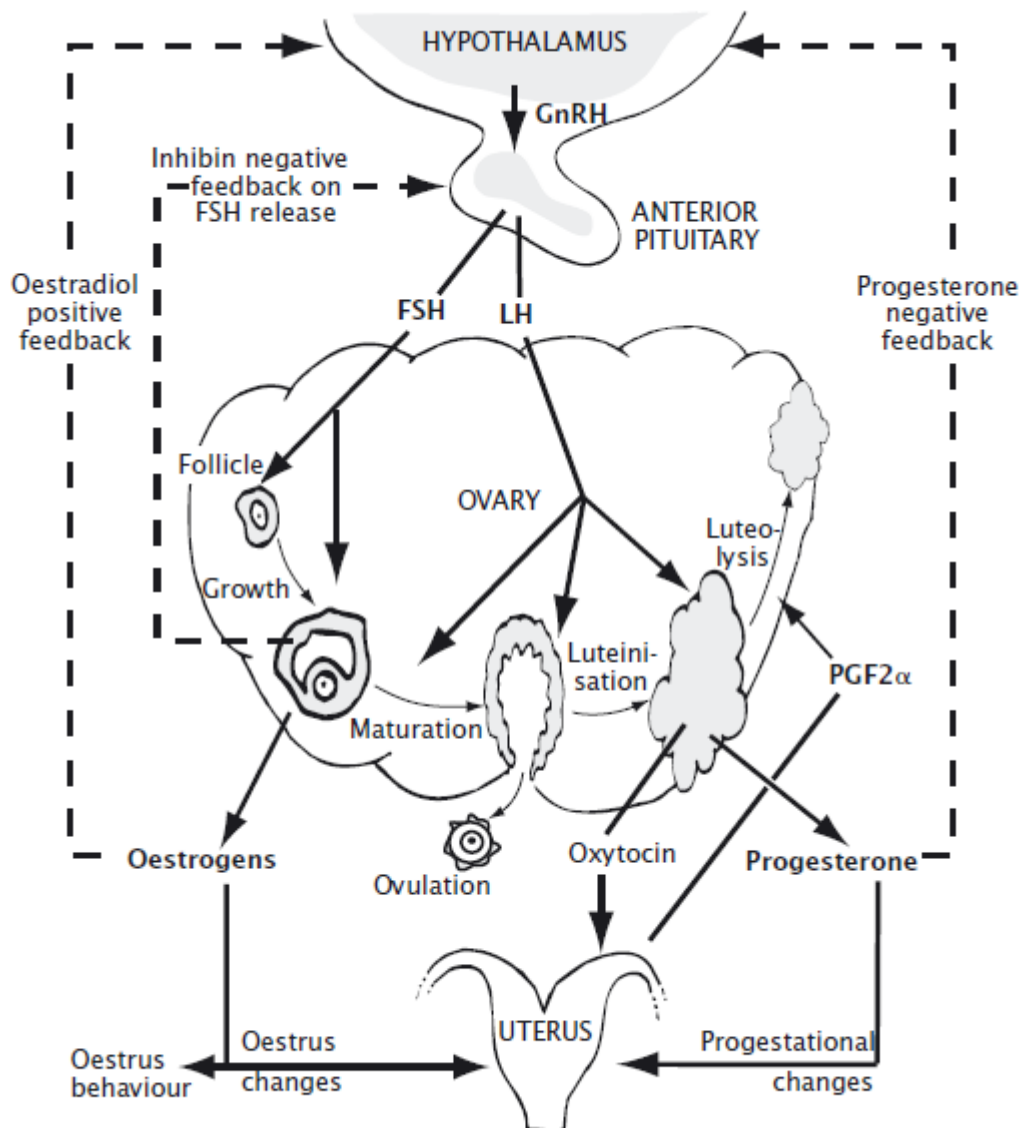 HYPOTHALAMUS
GnRH
Inhibin negative
feedback on
FSH release
ANTERIOR
PITUITARY
Oestradiol
positive
feedback
FSH
LH
Progesterone
negative
feedback
Follicle
OVARY
Luteo-
lysis
Growth
Luteini-
sation
PGF2α
Maturation
Oestrogens
Ovulation
Oxytocin
Progesterone
UTERUS
Oestrus
behaviour
Oestrus
changes
Progestational
changes